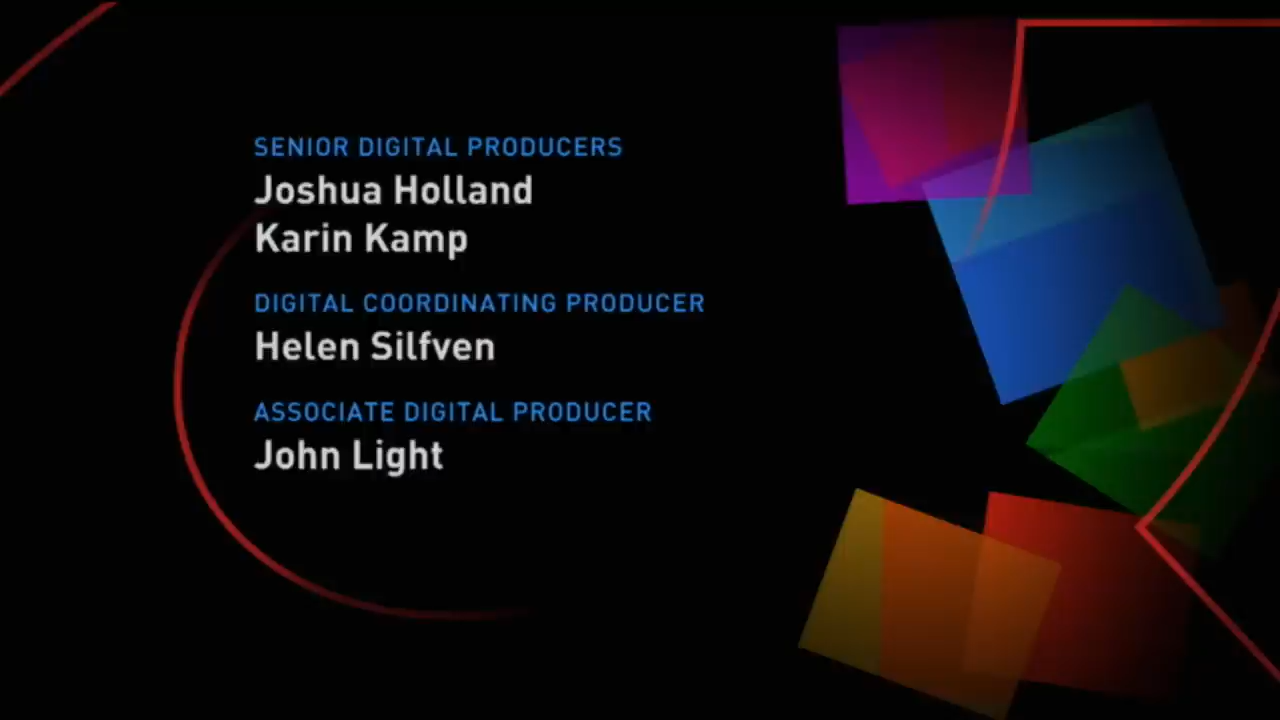 SENIOR DIGITAL PRODUCERS
Joshua Holland
Karin Kamp
DIGITAL COORDINATING PRODUCER
Helen Silfven
ASSOCIATE DIGITAL PRODUCER
John Light